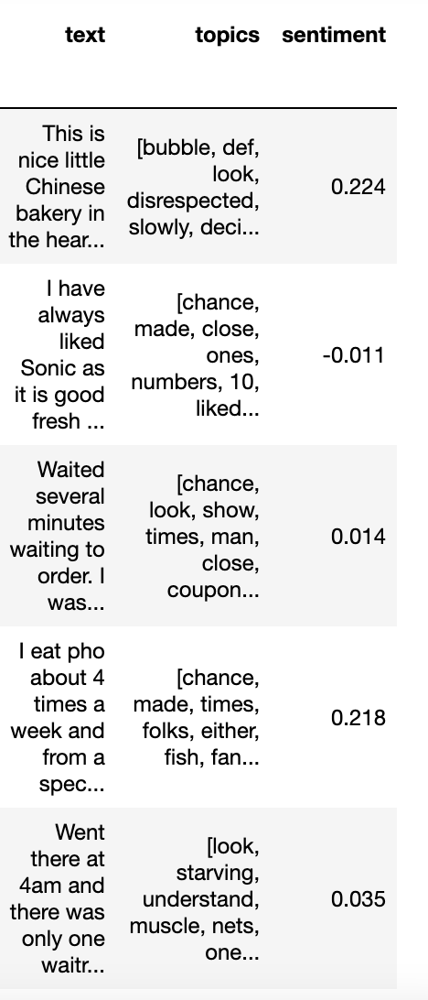 text topics sentiment
This is
nice little
Chinese
bakery in
the hear...
[bubble, def,
look,
disrespected,
slowly, deci...
0.224
I have
always
liked
Sonic as
it is good
fresh ...
[chance,
made, close,
ones,
numbers, 10,
liked...
-0.011
Waited
several
minutes
waiting to
order. I
was...
[chance,
look, show,
times, man,
close,
coupon...
0.014
I eat pho
about 4
times a
week and
from a
spec...
[chance,
made, times,
folks, either,
fish, fan...
0.218
Went
there at
4am and
there was
only one
waitr...
[look,
starving,
understand,
muscle, nets,
one...
0.035